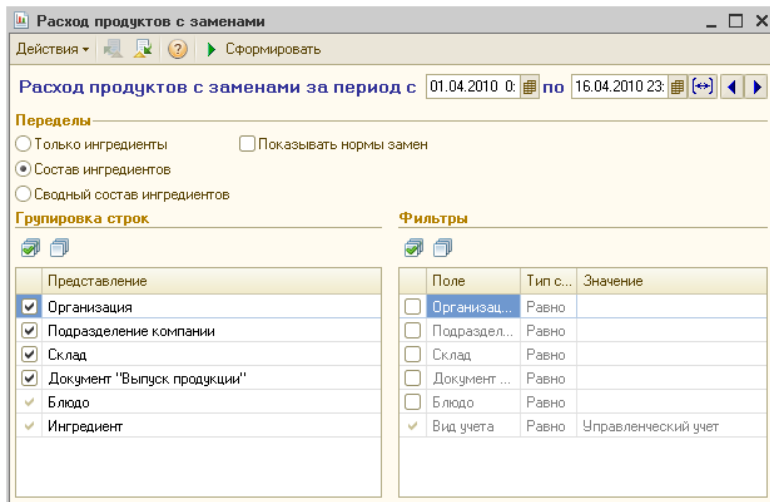 Расход продуктов с заменами
Действия Сформировать
Расход продуктов с заменами за период с 01.04.2010 0: по 16.04.2010 23:
Переделы
Только ингредиенты Показывать нормы замен
Состав ингредиентов
Сводный состав ингредиентов
Групировка строк Фильтры
Представление Поле Тип с... Значение
Организация Организац... Равно
Подразделение компании Подраздел... Равно
Склад Склад Равно
Документ "Выпуск продукции" Документ ... Равно
Блюдо Блюдо Равно
Ингредиент Вид учета Равно Управленческий учет